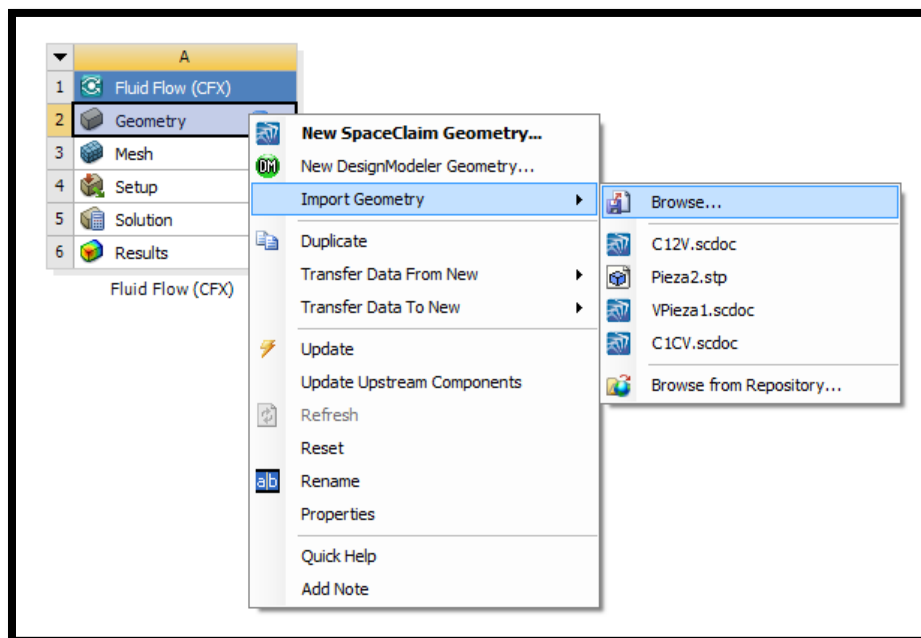 A
1 Fluid Flow (CFX)
2 Geometry
3 Mesh
4 Setup
5 Solution
6 Results
Fluid Flow (CFX)
New SpaceClaim Geometry...
DM New DesignModeler Geometry...
Import Geometry
Duplicate
Transfer Data From New
Transfer Data To New
Update
Update Upstream Components
Refresh
Reset
a|b Rename
Properties
Quick Help
Add Note
Browse...
C12V.scdoc
Pieza2.stp
VPieza1.scdoc
C1CV.scdoc
Browse from Repository...